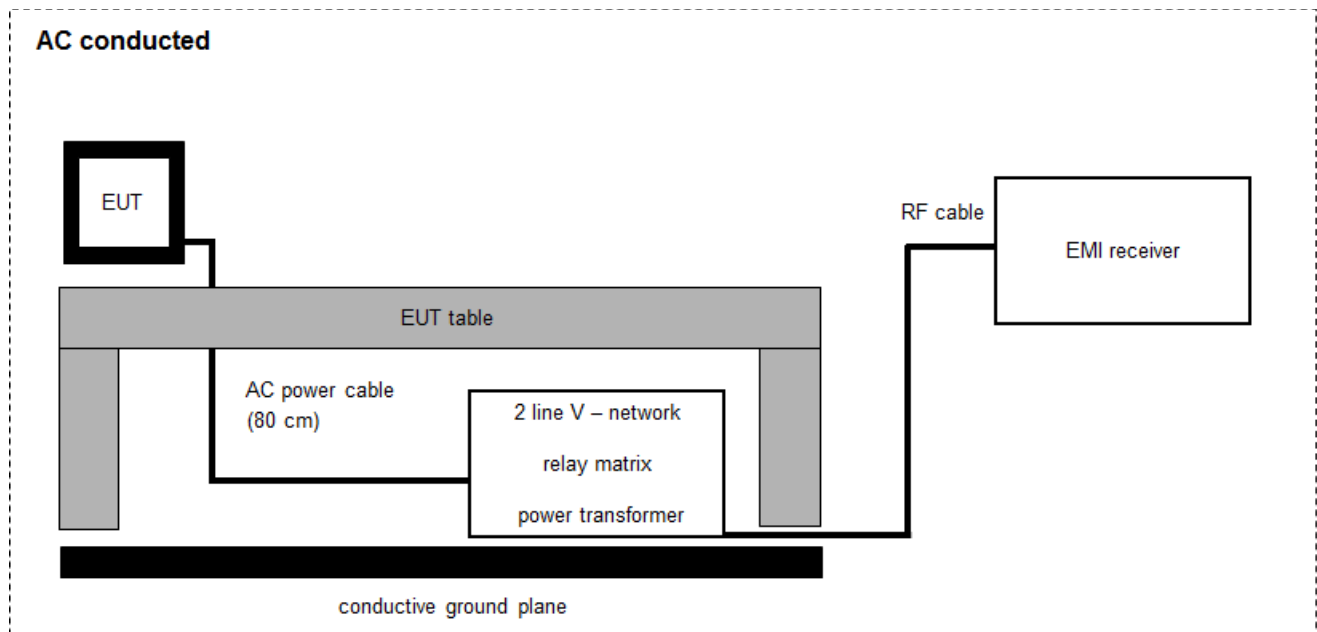 AC conducted
EUT
RF cable
EMI receiver
EUT table
AC power cable
(80 cm)
2 line V – network
relay matrix
power transformer
conductive ground plane